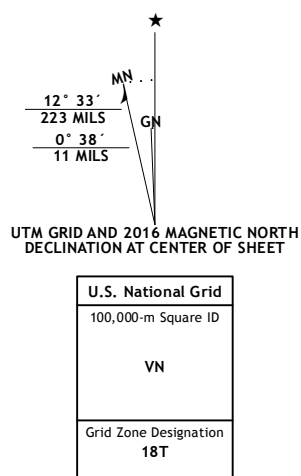 ★
MN
12° 33´
223 MILS
GN
0° 38´
11 MILS
UTM GRID AND 2016 MAGNETIC NORTH
DECLINATION AT CENTER OF SHEET
U.S. National Grid
100,000-m Square ID
VN
Grid Zone Designation
18T